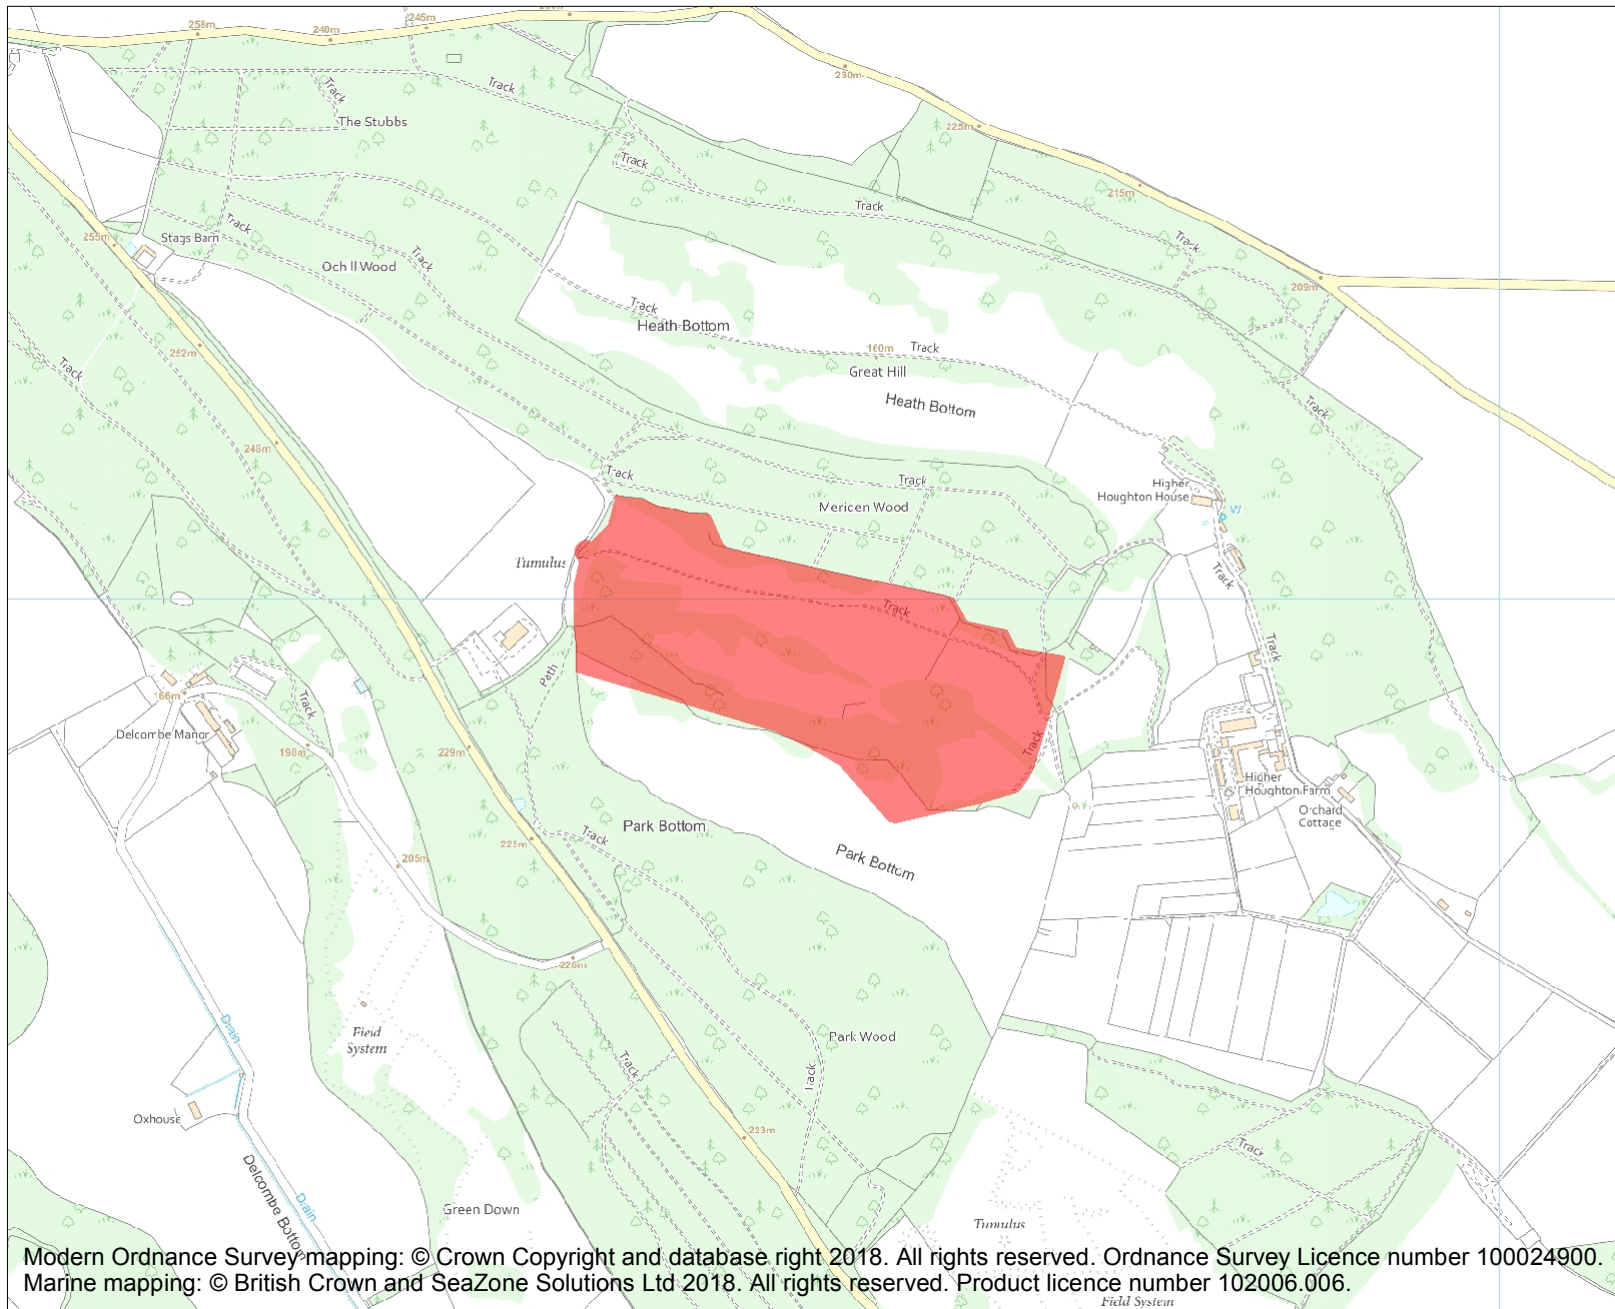 258m
240m
245m
230m
225m
215m
209m
Track
Track
The Stubbs
Track
Track
Track
Track
255m
Stags Barn
Track
Och ll Wood
Track
Track
Heath Bottom
160m
Track
Great Hill
Heath Bottom
Track
252m
Track
248m
Track
Track
Mericen Wood
Higher
Houghton House
W
Tumulus
Track
Track
Track
Path
Track
Delcombe Manor
66m
198m
Track
229m
Higher
Houghton Farm
Orchard
Cottage
Park Bottom
Track
225m
205m
Park Bottom
226m
Drain
Field
System
Park Wood
Track
Track
Oxhouse
223m
Track
Delcombe Bottom
Drain
Green Down
Tumulus
Modern Ordnance Survey mapping: © Crown Copyright and database right 2018. All rights reserved. Ordnance Survey Licence number 100024900.
Marine mapping: © British Crown and SeaZone Solutions Ltd 2018. All rights reserved. Product licence number 102006.006.
Field System